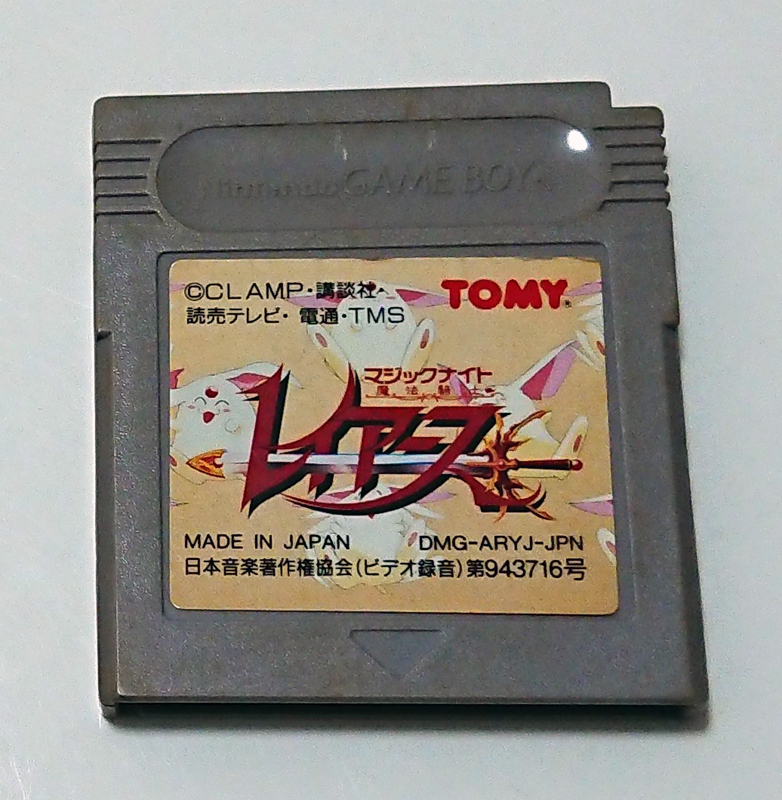 Nintendo GAME BOY
©CLAMP・講談社・ TOMY
読売テレビ・電通・TMS
マジックナイト
魔法騎士
レイアース
MADE IN JAPAN DMG-ARYJ-JPN
日本音楽著作権協会(ビデオ録音)第943716号